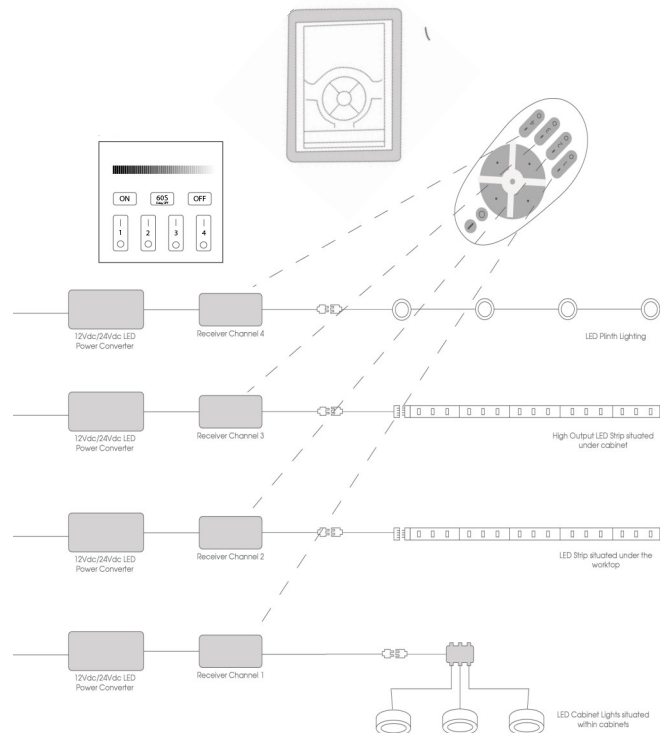 ON
60S
OFF
1
2
3
4
12Vdc/24Vdc LED
Power Converter
Receiver Channel 4
LED Plinth Lighting
12Vdc/24Vdc LED
Power Converter
Receiver Channel 3
High Output LED Strip situated
under cabinet
12Vdc/24Vdc LED
Power Converter
Receiver Channel 2
LED Strip situated under the
worktop
12Vdc/24Vdc LED
Power Converter
Receiver Channel 1
LED Cabinet Lights situated
within cabinets